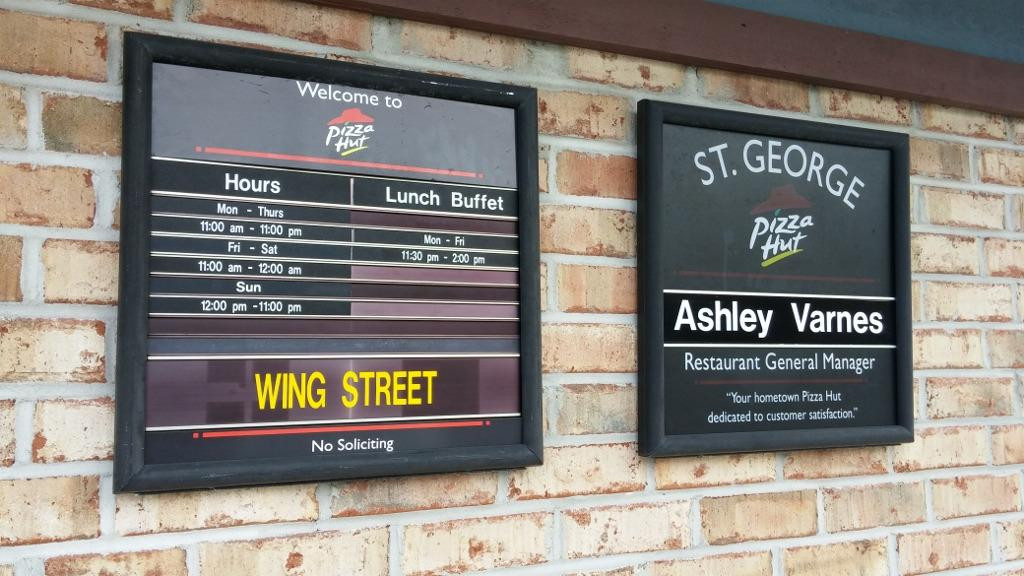 Welcome to
Pizza
Hut
Hours
Lunch Buffet
Mon - Thurs
11:00 am - 11:00 pm
Mon - Fri
Fri - Sat
11:30 pm - 2:00 pm
11:00 am - 12:00 am
Sun
12:00 pm -11:00 pm
WING STREET
No Soliciting
ST. GEORGE
Pizza
Hut
Ashley Varnes
Restaurant General Manager
“Your hometown Pizza Hut
dedicated to customer satisfaction.”